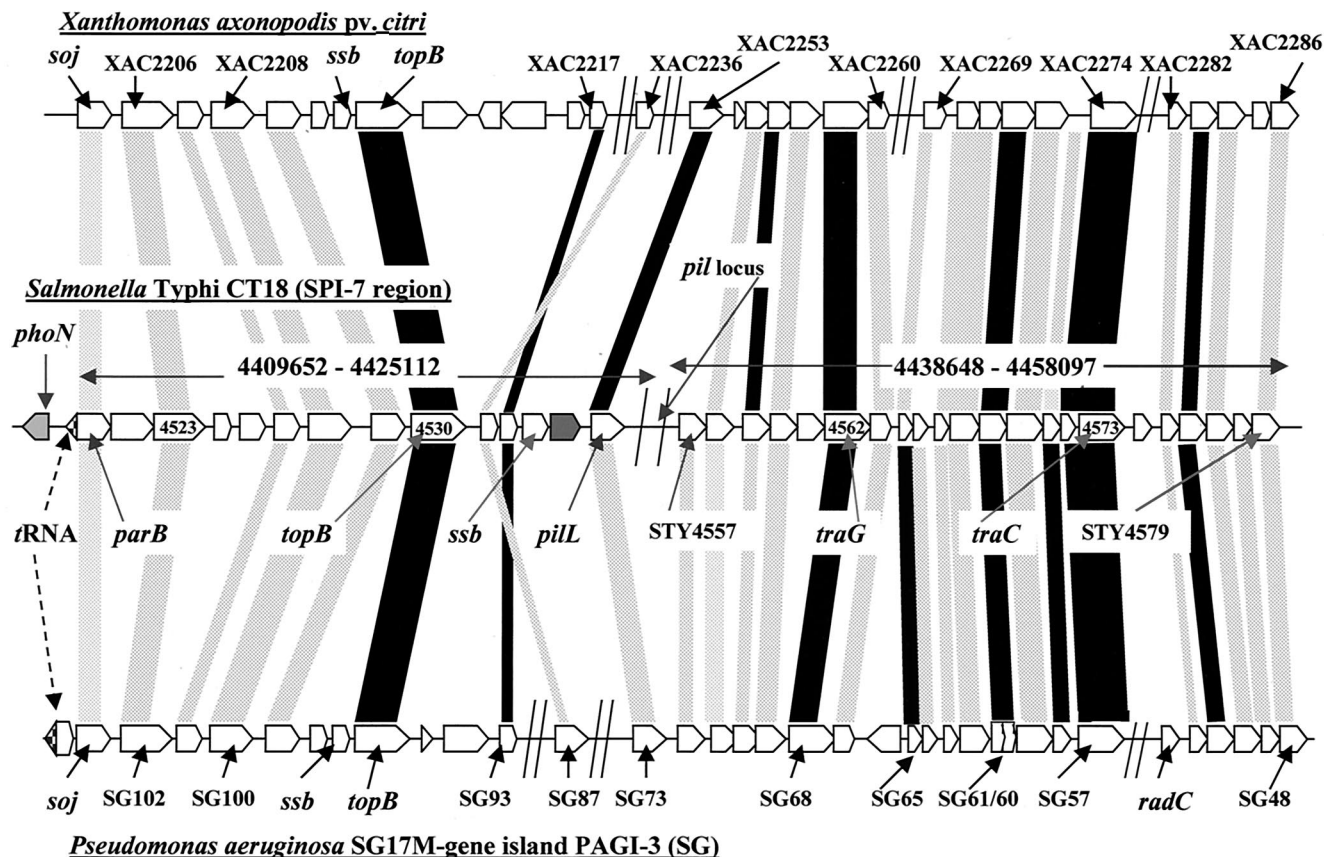 Xanthomonas axonopodis pv. citri
soj XAC2206 XAC2208 ssb topB XAC2217 XAC2236 XAC2253 XAC2260 XAC2269 XAC2274 XAC2282 XAC2286
pil locus
Salmonella Typhi CT18 (SPI-7 region)
phoN
4409652 - 4425112 4438648 - 4458097
4523 4530 4562 4573
tRNA parB topB ssb pilL STY4557 traG traC STY4579
soj SG102 SG100 ssb topB SG93 SG87 SG73 SG68 SG65 SG61/60 SG57 radC SG48
Pseudomonas aeruginosa SG17M-gene island PAGI-3 (SG)